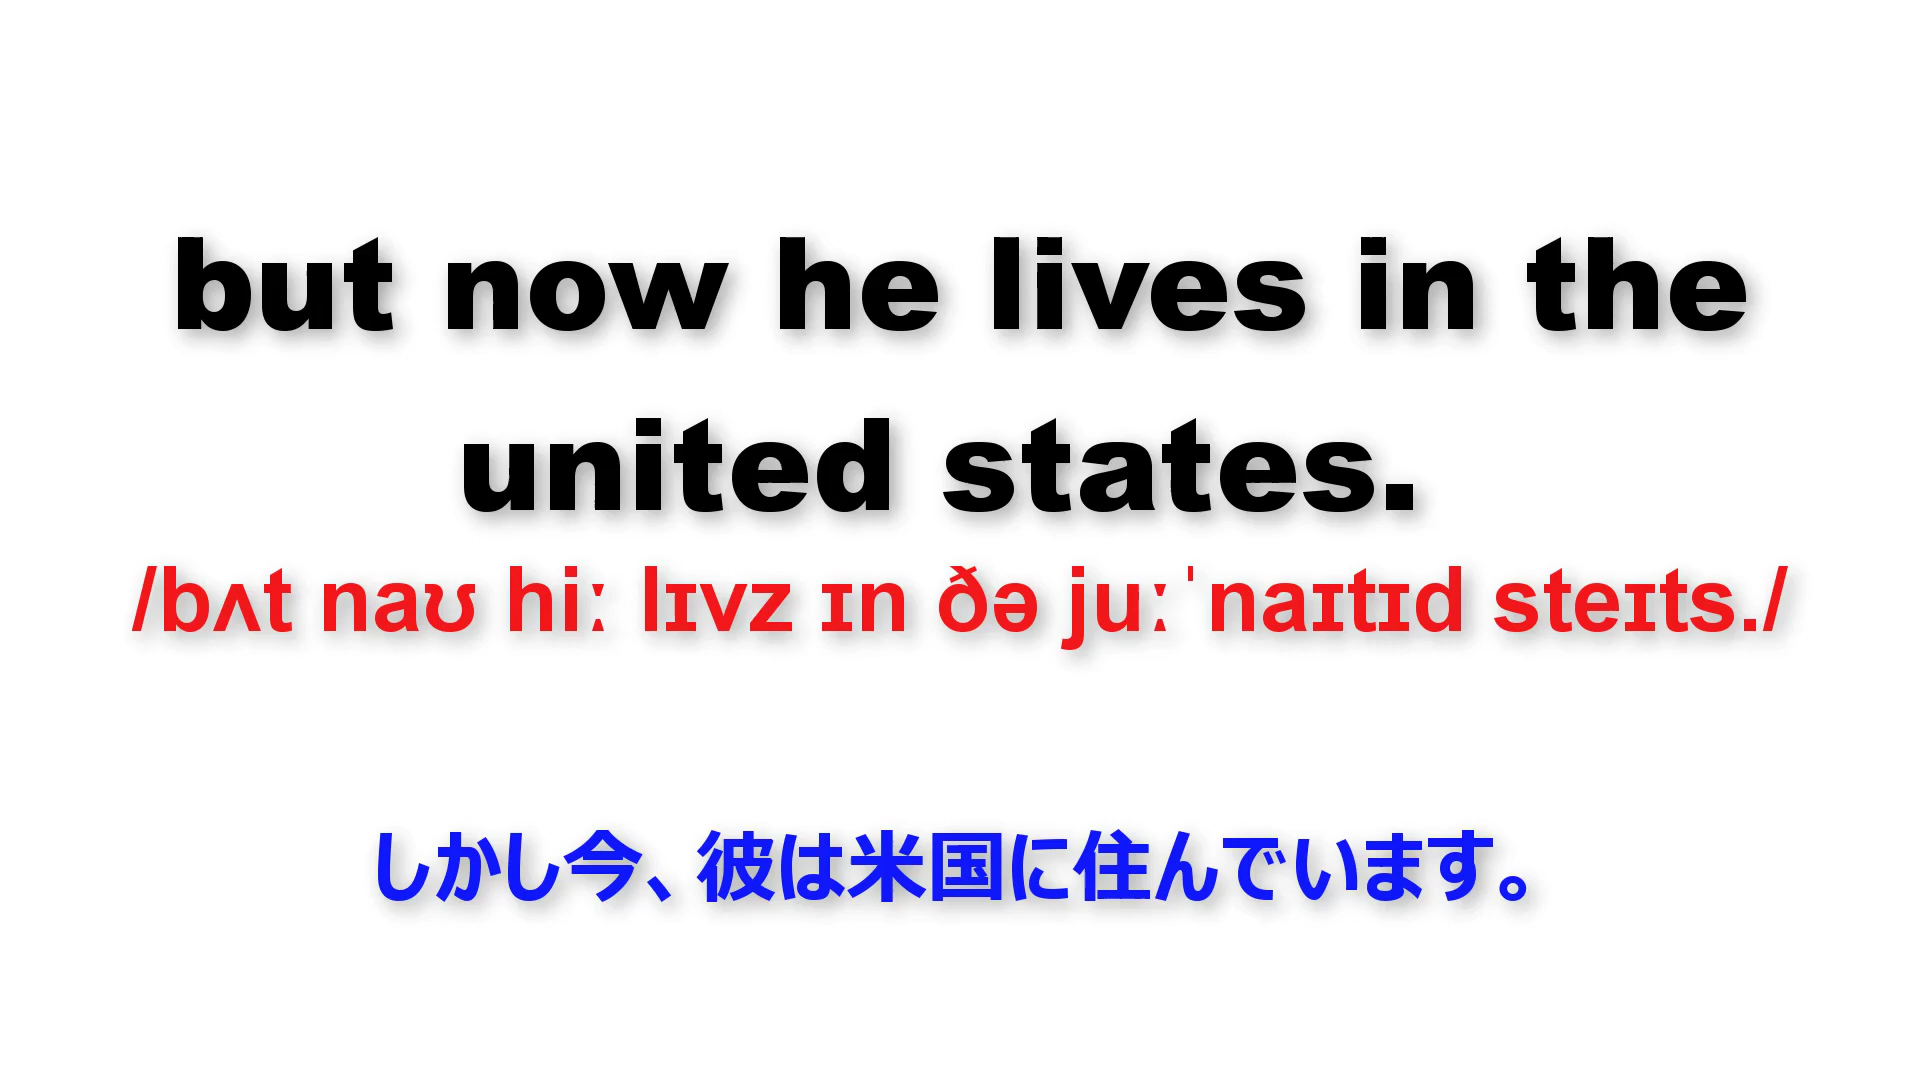 but now he lives in the
united states.
/bʌt naʊ hiː lɪvz ɪn ðə juːˈnaɪtɪd steɪts./
しかし今、彼は米国に住んでいます。